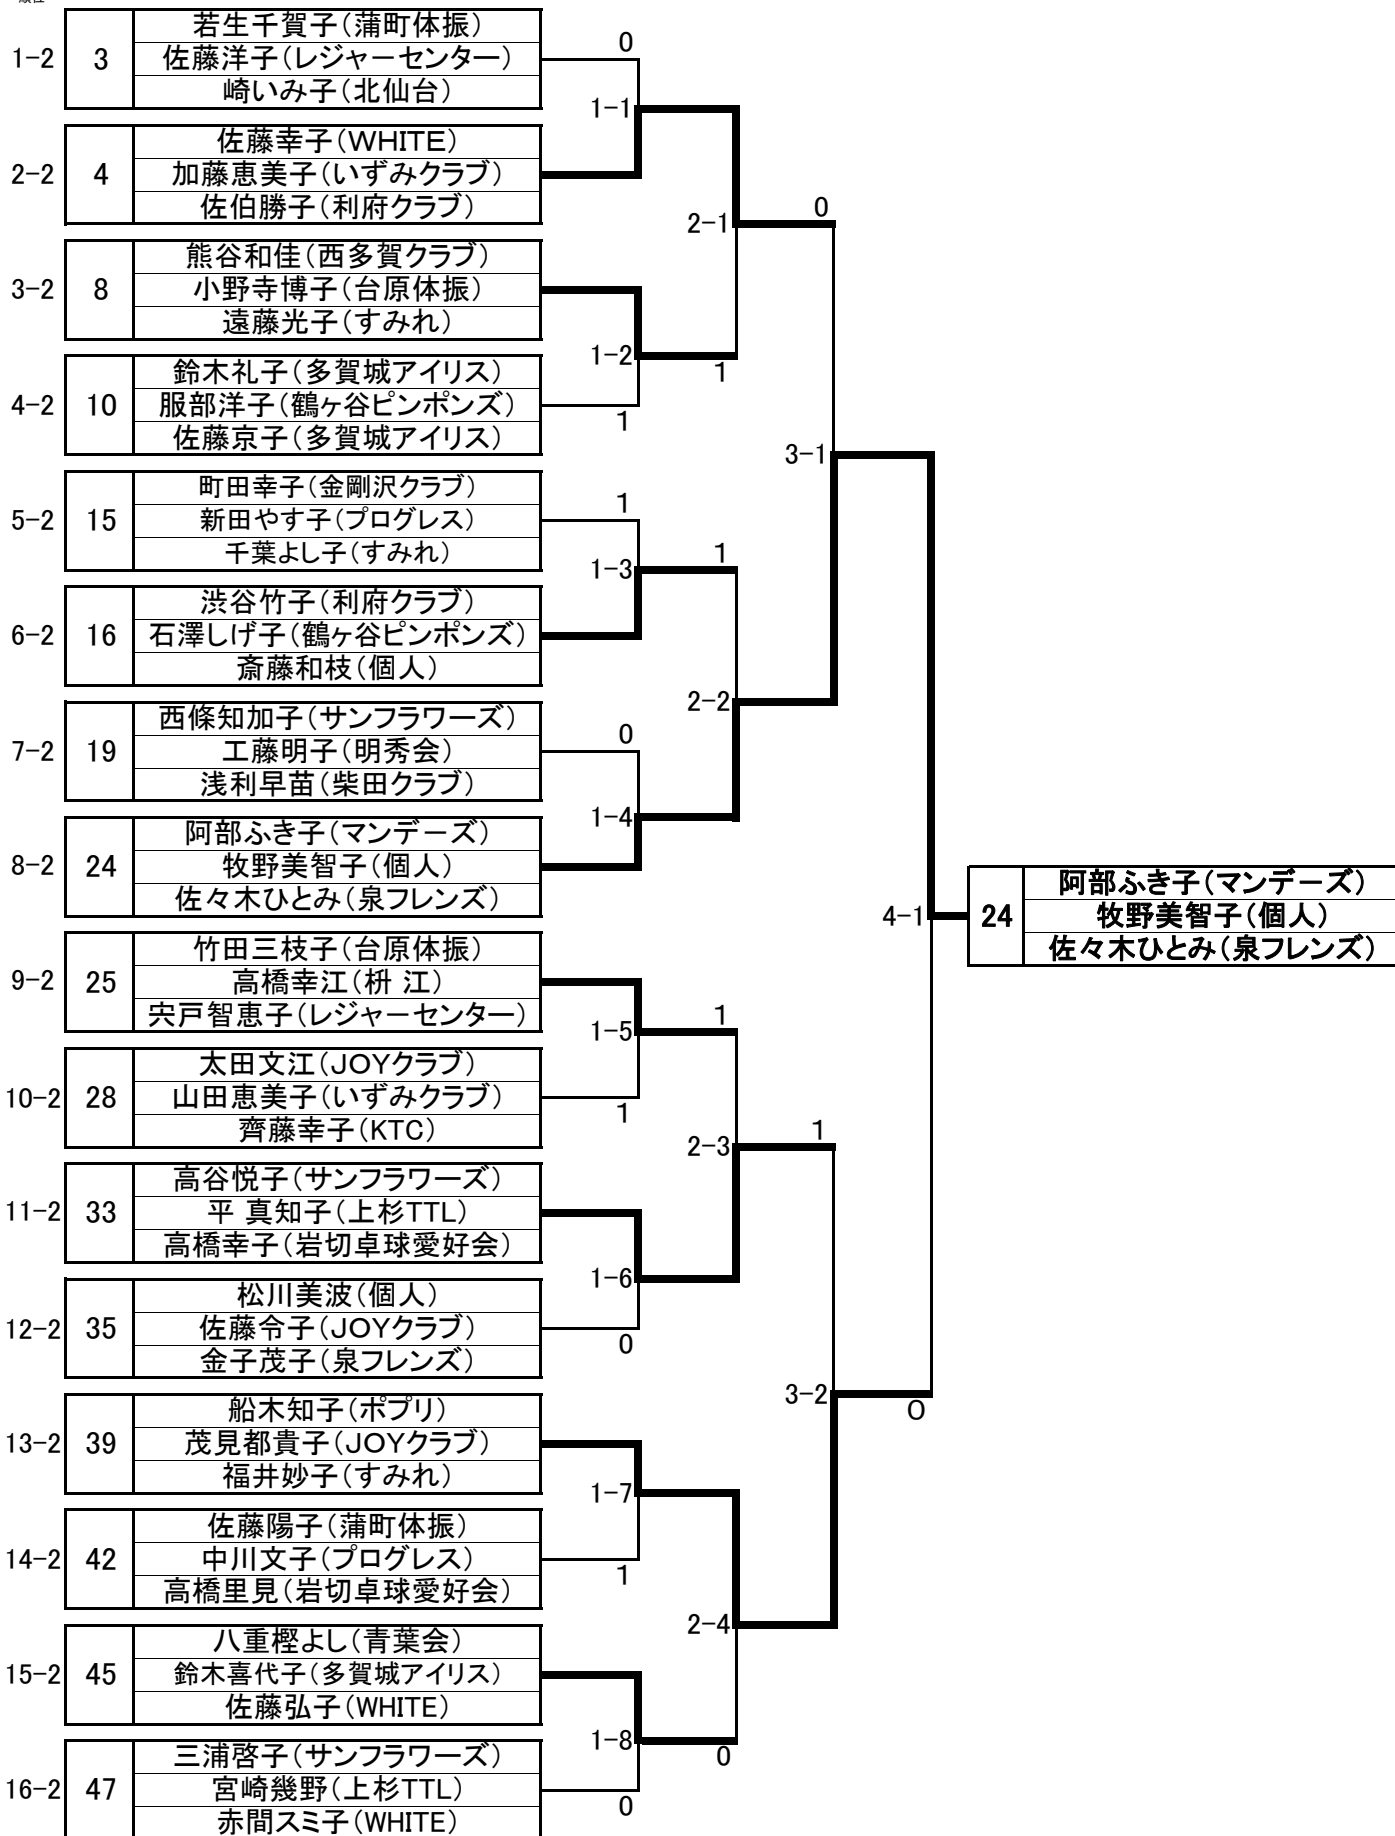 1-2 3 若生千賀子(蒲町体振)
佐藤洋子(レジャーセンター)
崎いみ子(北仙台)
0
1-1
2-2 4 佐藤幸子(WHITE)
加藤恵美子(いずみクラブ)
佐伯勝子(利府クラブ)
2-1
0
3-2 8 熊谷和佳(西多賀クラブ)
小野寺博子(台原体振)
遠藤光子(すみれ)
1-2
1
4-2 10 鈴木礼子(多賀城アイリス)
服部洋子(鶴ヶ谷ピンポンズ)
佐藤京子(多賀城アイリス)
1
3-1
5-2 15 町田幸子(金剛沢クラブ)
新田やす子(プログレス)
千葉よし子(すみれ)
1
1-3
1
6-2 16 渋谷竹子(利府クラブ)
石澤しげ子(鶴ヶ谷ピンポンズ)
斎藤和枝(個人)
2-2
7-2 19 西條知加子(サンフラワーズ)
工藤明子(明秀会)
浅利早苗(柴田クラブ)
0
1-4
8-2 24 阿部ふき子(マンデーズ)
牧野美智子(個人)
佐々木ひとみ(泉フレンズ)
4-1
24 阿部ふき子(マンデーズ)
牧野美智子(個人)
佐々木ひとみ(泉フレンズ)
9-2 25 竹田三枝子(台原体振)
高橋幸江(枡 江)
宍戸智恵子(レジャーセンター)
1-5
1
10-2 28 太田文江(JOYクラブ)
山田恵美子(いずみクラブ)
齊藤幸子(KTC)
1
2-3
1
11-2 33 高谷悦子(サンフラワーズ)
平 真知子(上杉TTL)
高橋幸子(岩切卓球愛好会)
1-6
12-2 35 松川美波(個人)
佐藤令子(JOYクラブ)
金子茂子(泉フレンズ)
0
3-2
0
13-2 39 船木知子(ポプリ)
茂見都貴子(JOYクラブ)
福井妙子(すみれ)
1-7
14-2 42 佐藤陽子(蒲町体振)
中川文子(プログレス)
高橋里見(岩切卓球愛好会)
1
2-4
15-2 45 八重樫よし(青葉会)
鈴木喜代子(多賀城アイリス)
佐藤弘子(WHITE)
1-8
0
16-2 47 三浦啓子(サンフラワーズ)
宮崎幾野(上杉TTL)
赤間スミ子(WHITE)
0